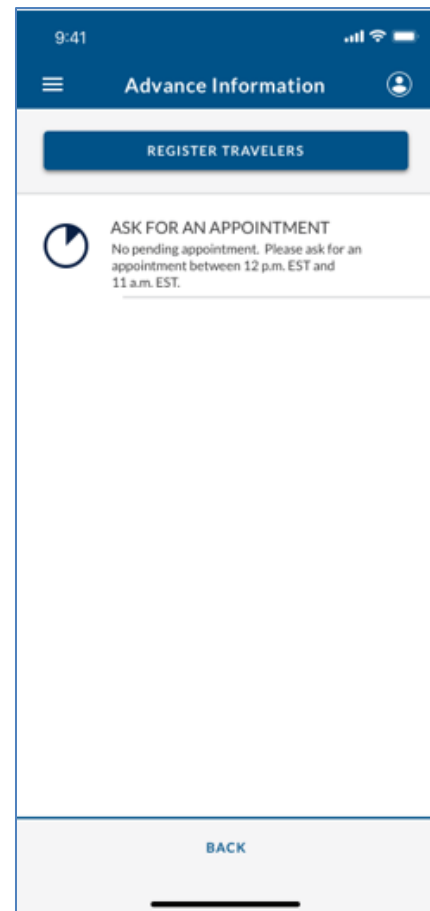 9:41
Advance Information
REGISTER TRAVELERS
ASK FOR AN APPOINTMENT
No pending appointment. Please ask for an
appointment between 12 p.m. EST and
11 a.m. EST.
BACK